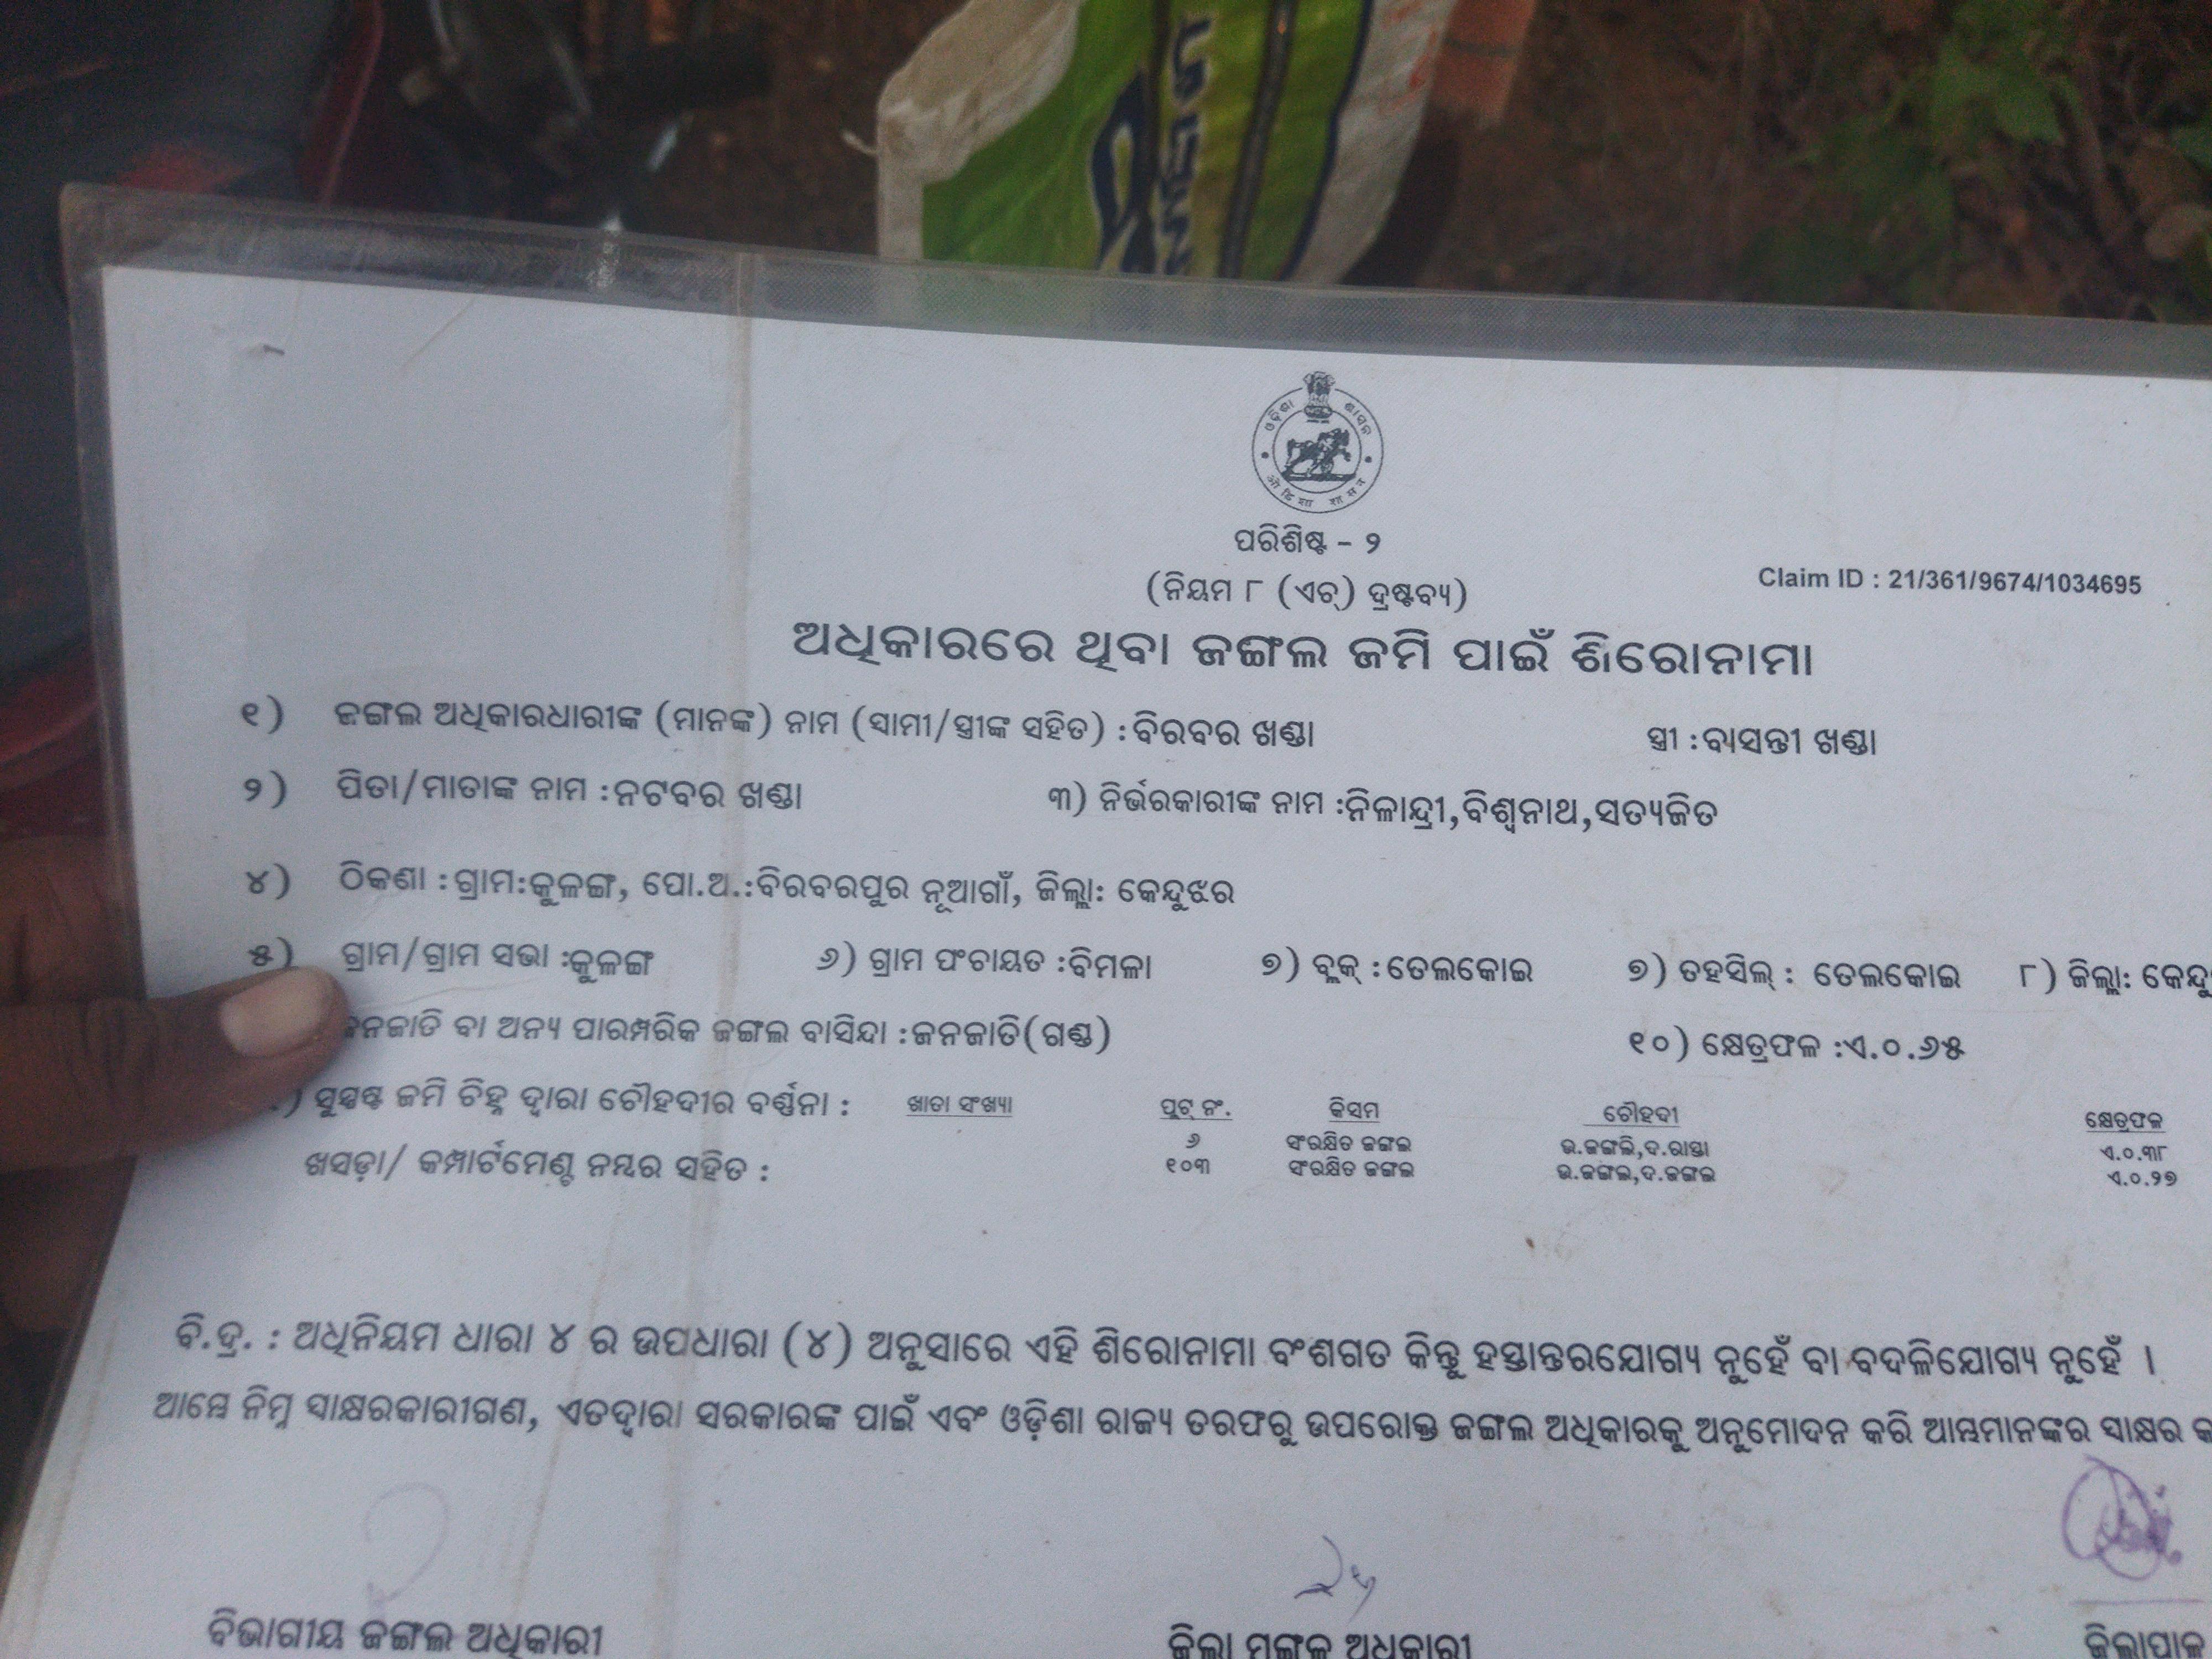 ଓଡ଼ିଶା ଶାସନ
ओडिशा शासन
ପରିଶିଷ୍ଟ - ୨
(ନିୟମ ୮ (ଏଚ୍) ଦ୍ରଷ୍ଟବ୍ୟ)
Claim ID : 21/361/9674/1034695
ଅଧିକାରରେ ଥିବା ଜଙ୍ଗଲ ଜମି ପାଇଁ ଶିରୋନାମା
୧) ଜଙ୍ଗଲ ଅଧିକାରଧାରୀଙ୍କ (ମାନଙ୍କ) ନାମ (ସାମୀ/ସ୍ତ୍ରୀଙ୍କ ସହିତ) : ବିରବର ଖଣ୍ଡା ସ୍ତ୍ରୀ : ବାସନ୍ତୀ ଖଣ୍ଡା
୨) ପିତା/ମାତାଙ୍କ ନାମ : ନଟବର ଖଣ୍ଡା ୩) ନିର୍ଭରକାରୀଙ୍କ ନାମ : ନିଳାନ୍ଦ୍ରୀ,ବିଶ୍ୱନାଥ,ସତ୍ୟଜିତ
୪) ଠିକଣା : ଗ୍ରାମ:କୁଳଙ୍ଗ, ପୋ.ଅ.:ବିରବରପୁର ନୂଆଗାଁ, ଜିଲ୍ଲା: କେନ୍ଦୁଝର
୫) ଗ୍ରାମ/ଗ୍ରାମ ସଭା :କୁଳଙ୍ଗ ୬) ଗ୍ରାମ ପଂଚାୟତ :ବିମଳା ୭) ବ୍ଲକ୍ : ତେଲକୋଇ ୭) ତହସିଲ୍ : ତେଲକୋଇ ୮) ଜିଲ୍ଲା: କେନ୍ଦୁ
ଜନଜାତି ବା ଅନ୍ୟ ପାରମ୍ପରିକ ଜଙ୍ଗଲ ବାସିନ୍ଦା : ଜନଜାତି(ଗଣ୍ଡ) ୧୦) କ୍ଷେତ୍ରଫଳ :ଏ.୦.୬୫
) ସୁସ୍ପଷ୍ଟ ଜମି ଚିହ୍ନ ଦ୍ୱାରା ଚୌହଦୀର ବର୍ଣ୍ଣନା : ଖାତା ସଂଖ୍ୟା ପ୍ଲଟ୍ ନଂ. କିସମ ଚୌହଦୀ କ୍ଷେତ୍ରଫଳ
୬ ସଂରକ୍ଷିତ ଜଙ୍ଗଲ ଉ.ଜଙ୍ଗଲ,ଦ.ରାସ୍ତା ଏ.୦.୩୮
ଖସଡ଼ା/ କମ୍ପାର୍ଟମେଣ୍ଟ ନମ୍ବର ସହିତ : ୧୦୩ ସଂରକ୍ଷିତ ଜଙ୍ଗଲ ଉ.ଜଙ୍ଗଲ,ଦ.ଜଙ୍ଗଲ ଏ.୦.୨୭
ବି.ଦ୍ର. : ଅଧିନିୟମ ଧାରା ୪ ର ଉପଧାରା (୪) ଅନୁସାରେ ଏହି ଶିରୋନାମା ବଂଶଗତ କିନ୍ତୁ ହସ୍ତାନ୍ତରଯୋଗ୍ୟ ନୁହେଁ ବା ବଦଳିଯୋଗ୍ୟ ନୁହେଁ ।
ଆମ୍ଭେ ନିମ୍ନ ସାକ୍ଷରକାରୀଗଣ, ଏତଦ୍ୱାରା ସରକାରଙ୍କ ପାଇଁ ଏବଂ ଓଡ଼ିଶା ରାଜ୍ୟ ତରଫରୁ ଉପରୋକ୍ତ ଜଙ୍ଗଲ ଅଧିକାରକୁ ଅନୁମୋଦନ କରି ଆମ୍ଭମାନଙ୍କର ସାକ୍ଷର
ବିଭାଗୀୟ ଜଙ୍ଗଲ ଅଧିକାରୀ ଜିଲ୍ଲା ମଙ୍ଗଳ ଅଧିକାରୀ ଜିଲ୍ଲାପାଳ